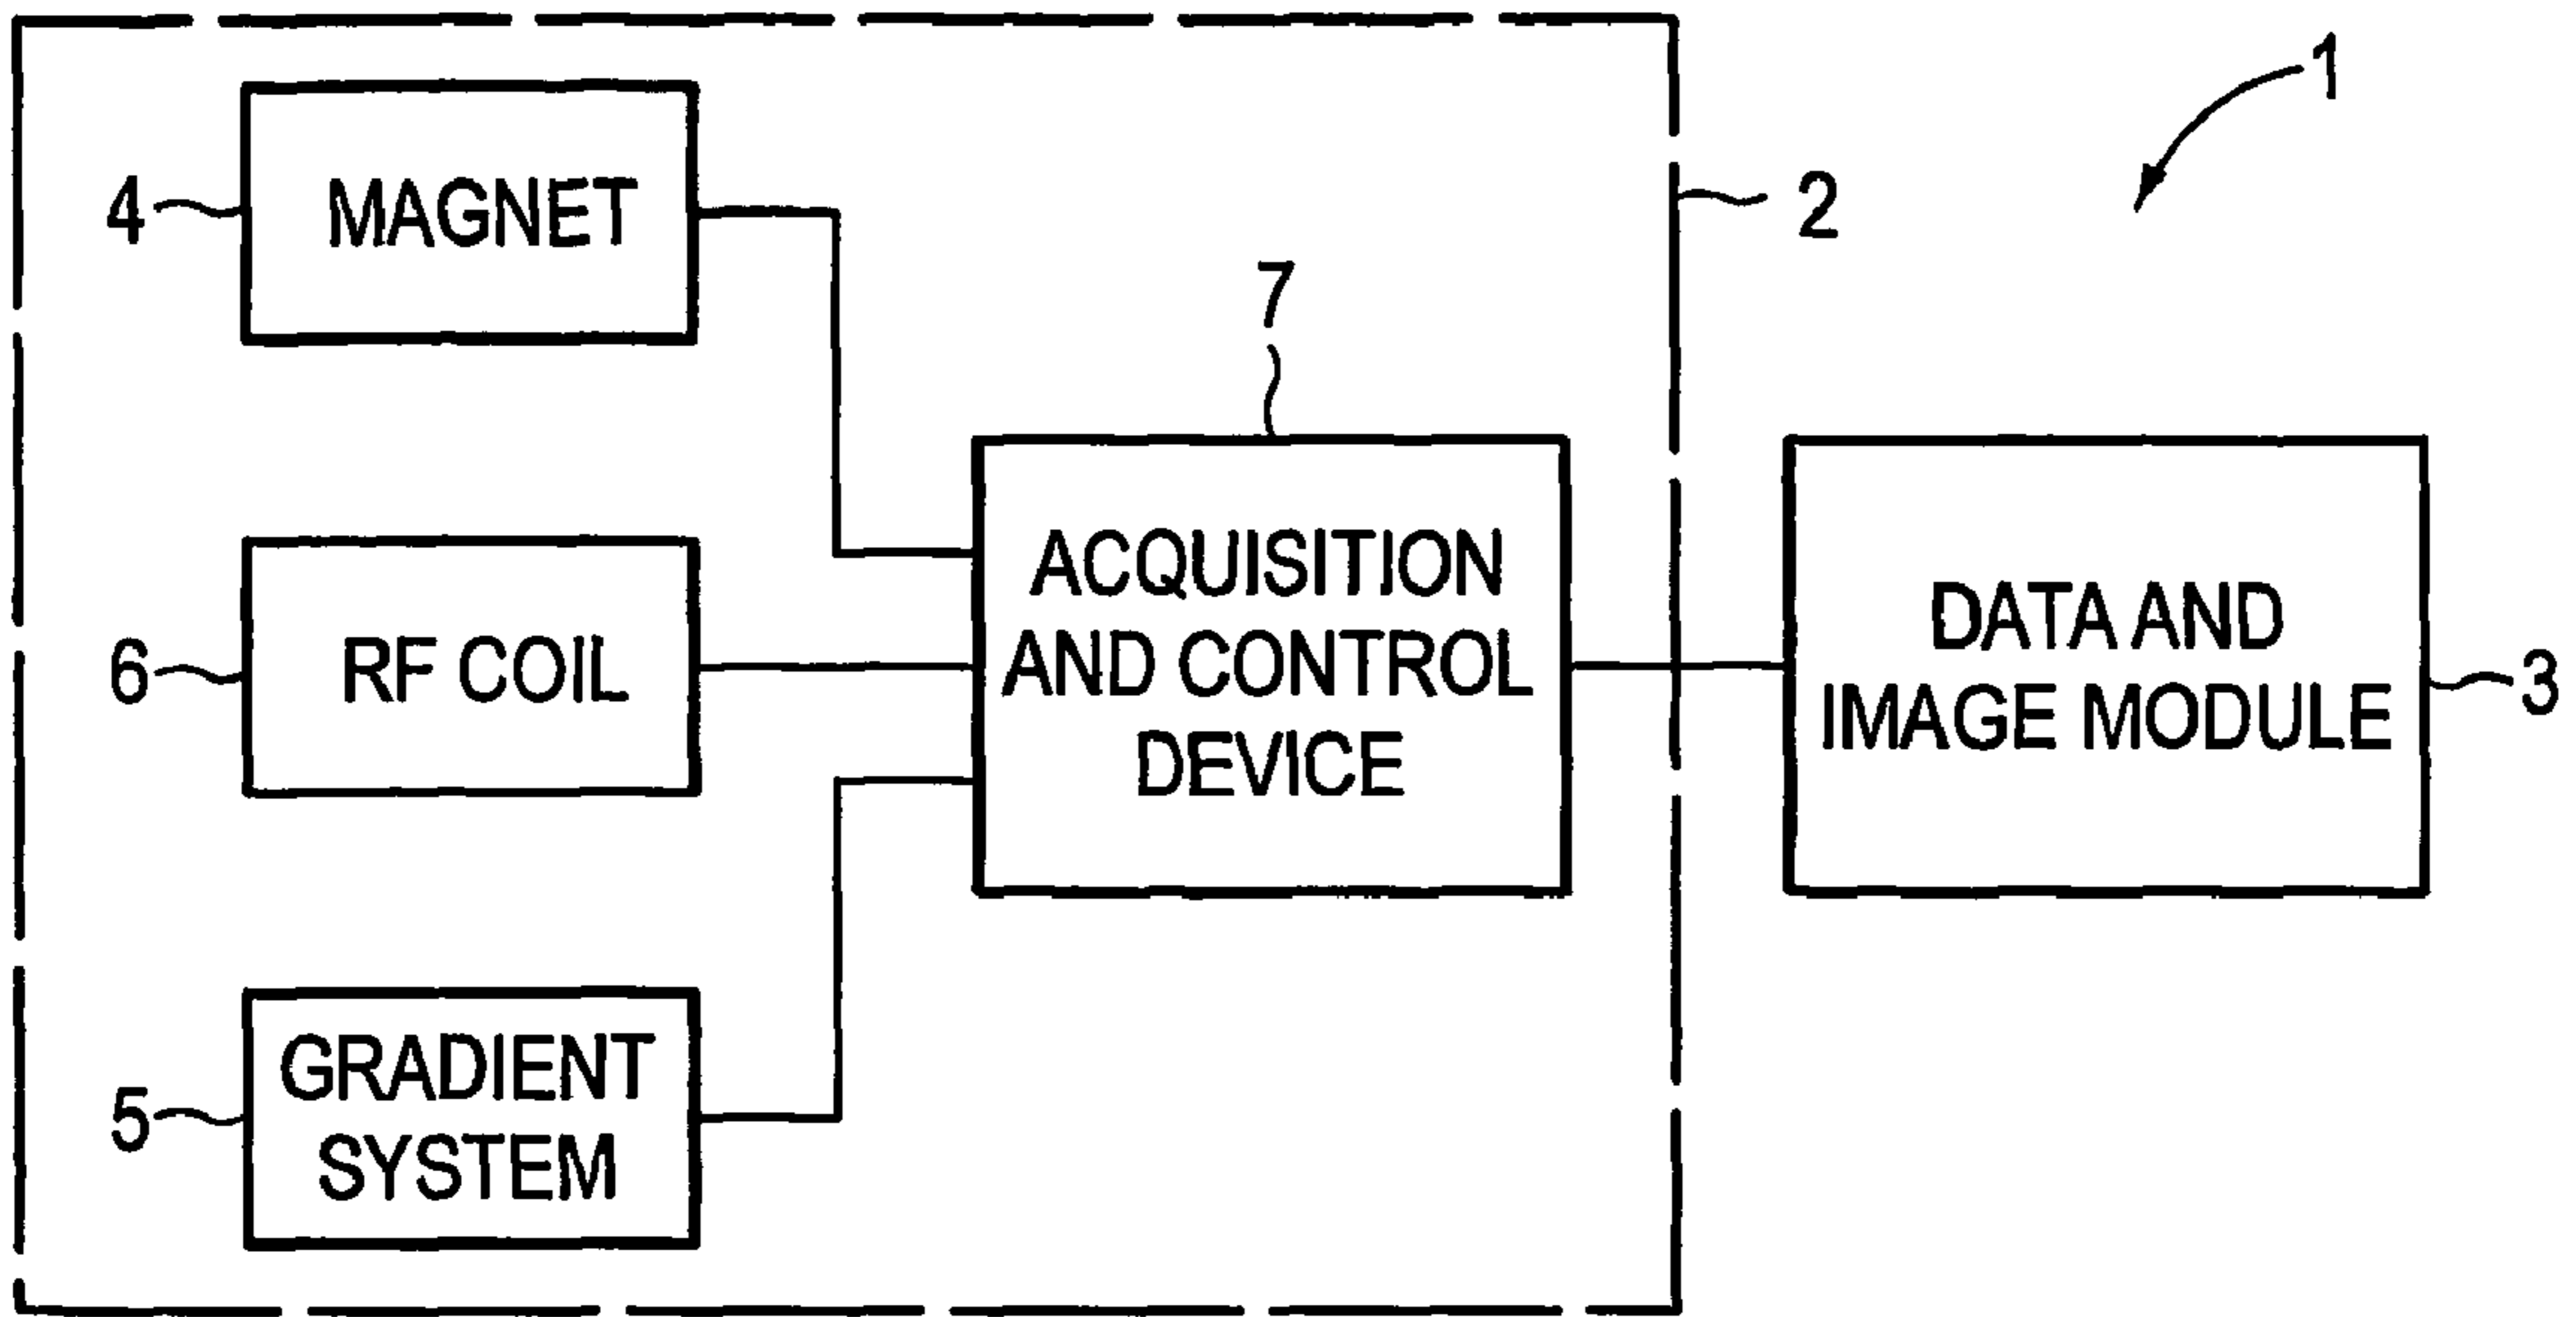 1
2
4
MAGNET
7
6
RF COIL
ACQUISITION
AND CONTROL
DEVICE
DATA AND
IMAGE MODULE
3
5
GRADIENT
SYSTEM